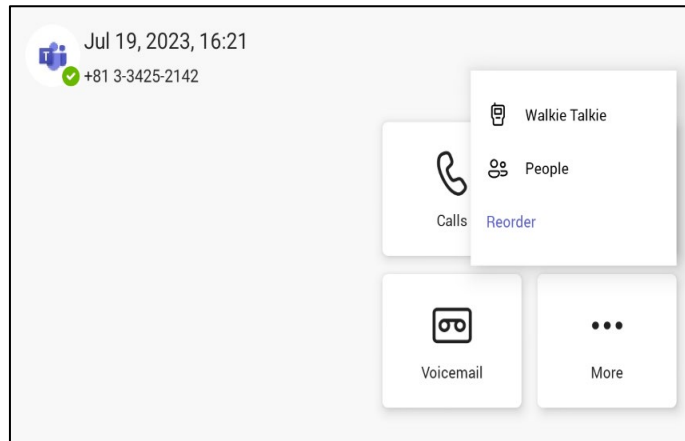 Jul 19, 2023, 16:21
+81 3-3425-2142
Walkie Talkie
People
Calls
Reorder
Voicemail
More